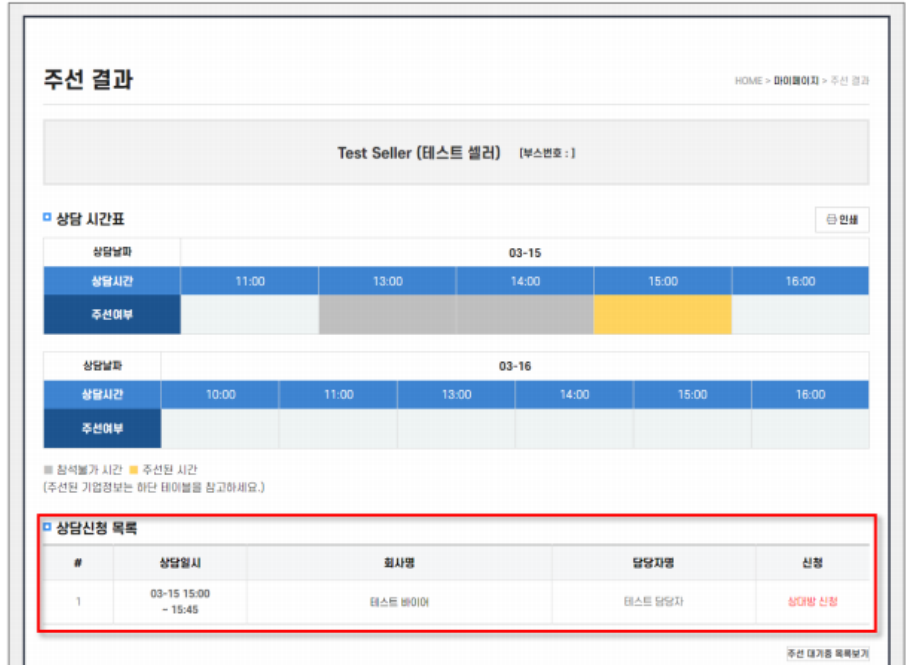 주선 결과
HOME > 마이페이지 > 주선 결과
Test Seller (테스트 셀러) [부스번호 : ]
상담 시간표
인쇄
상담날짜 03-15
상담시간 11:00 13:00 14:00 15:00 16:00
주선여부
상담날짜 03-16
상담시간 10:00 11:00 13:00 14:00 15:00 16:00
주선여부
참석불가 시간 주선된 시간
(주선된 기업정보는 하단 테이블을 참고하세요.)
상담신청 목록
# 상담일시 회사명 담당자명 신청
1 03-15 15:00 테스트 바이어 테스트 담당자 상대방 신청
~ 15:45
주선 대기중 목록보기